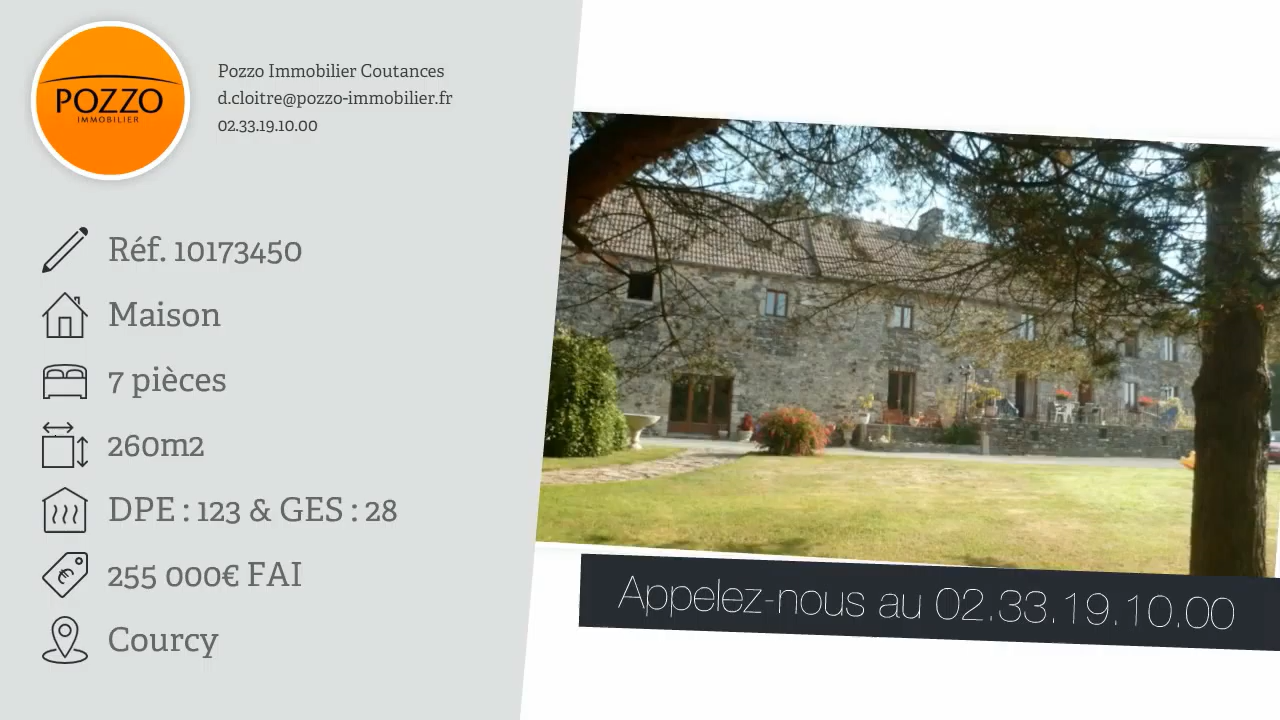 POZZO
IMMOBILIER
Pozzo Immobilier Coutances
d.cloitre@pozzo-immobilier.fr
02.33.19.10.00
Réf. 10173450
Maison
7 pièces
260m2
DPE : 123 & GES : 28
255 000€ FAI
Courcy
Appelez-nous au 02.33.19.10.00